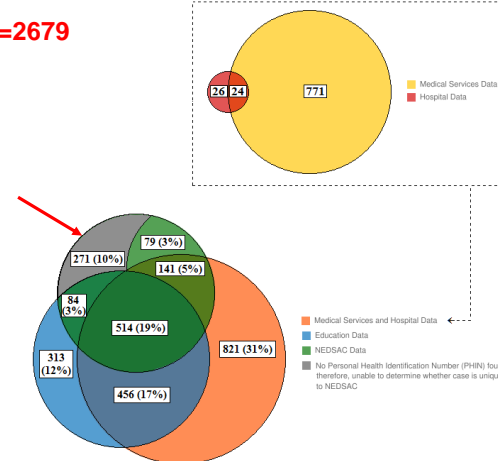 =2679
26 24 771
Medical Services Data
Hospital Data
79 (3%)
271 (10%)
141 (5%)
84
(3%)
514 (19%)
821 (31%)
313
(12%)
456 (17%)
Medical Services and Hospital Data
Education Data
NEDSAC Data
No Personal Health Identification Number (PHIN) fou
therefore, unable to determine whether case is uniqu
to NEDSAC